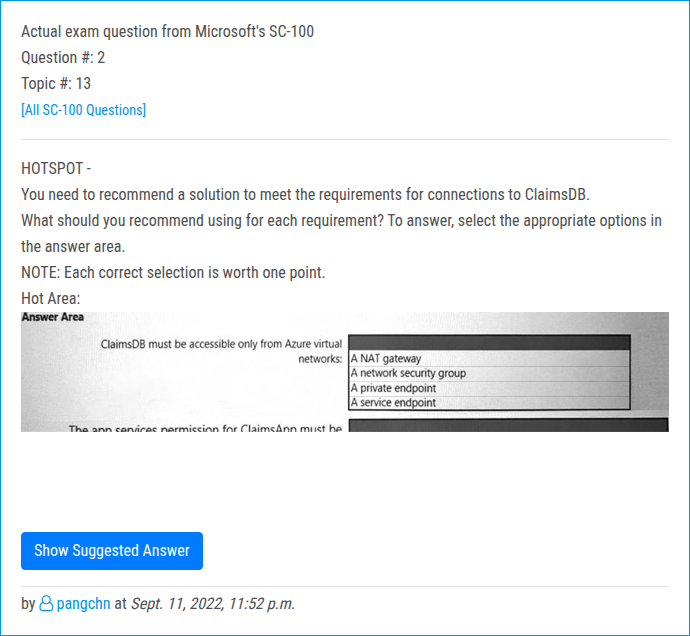 Actual exam question from Microsoft's SC-100
Question #: 2
Topic #: 13
[All SC-100 Questions]
HOTSPOT -
You need to recommend a solution to meet the requirements for connections to ClaimsDB.
What should you recommend using for each requirement? To answer, select the appropriate options in
the answer area.
NOTE: Each correct selection is worth one point.
Hot Area:
Answer Area
ClaimsDB must be accessible only from Azure virtual
networks:
A NAT gateway
A network security group
A private endpoint
A service endpoint
The app services permission for ClaimsApp must be
Show Suggested Answer
by pangchn at Sept. 11, 2022, 11:52 p.m.